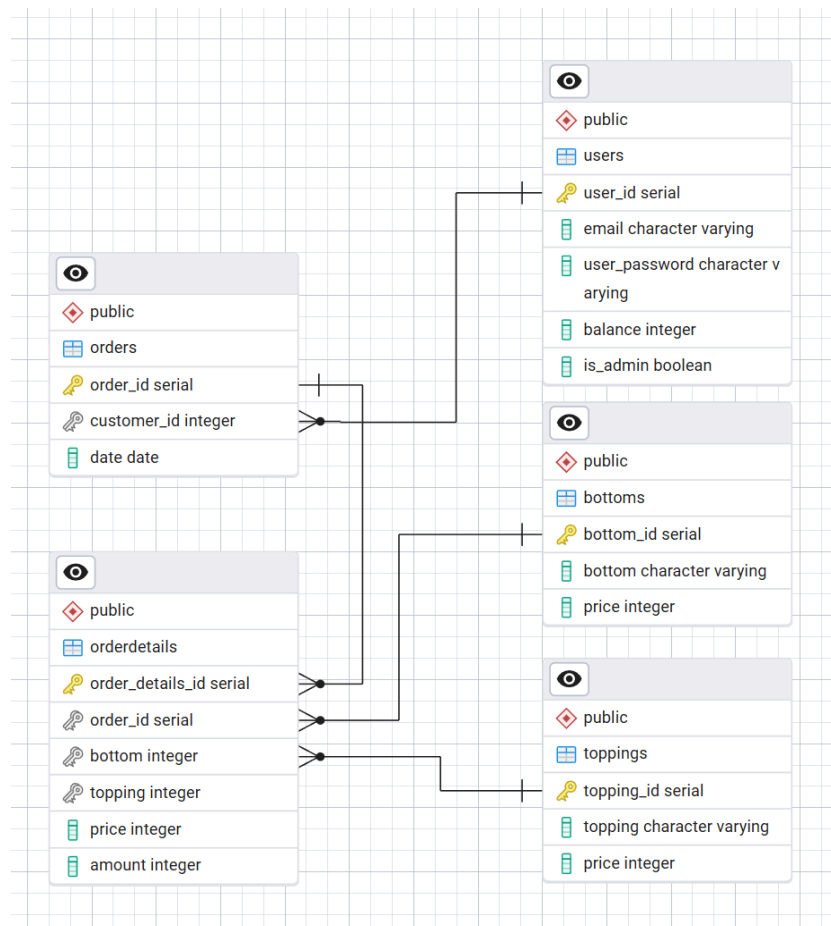 public
users
user_id serial
email character varying
user_password character v
arying
balance integer
is_admin boolean
public
orders
order_id serial
customer_id integer
date date
public
bottoms
bottom_id serial
bottom character varying
price integer
public
orderdetails
order_details_id serial
order_id serial
bottom integer
topping integer
price integer
amount integer
public
toppings
topping_id serial
topping character varying
price integer